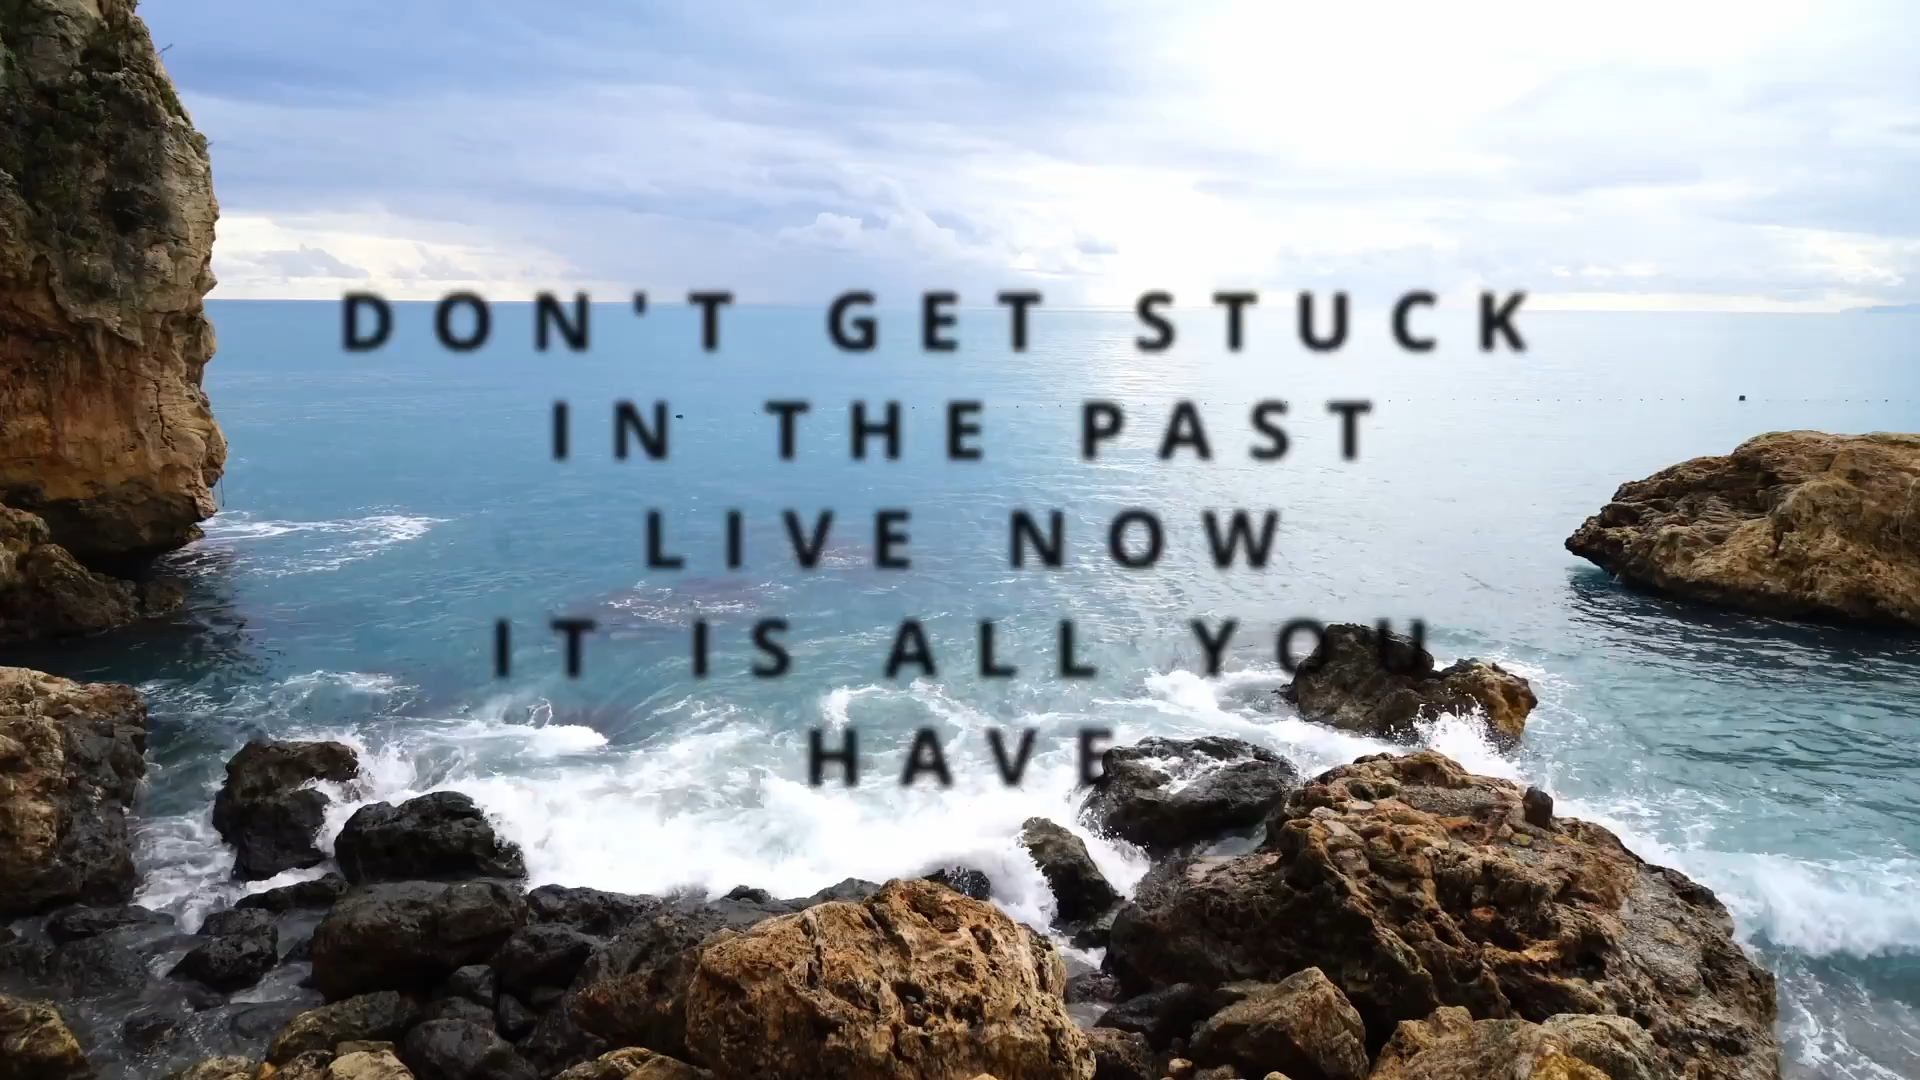 DON'T GET STUCK
IN THE PAST
LIVE NOW
IT IS ALL YOU
HAVE